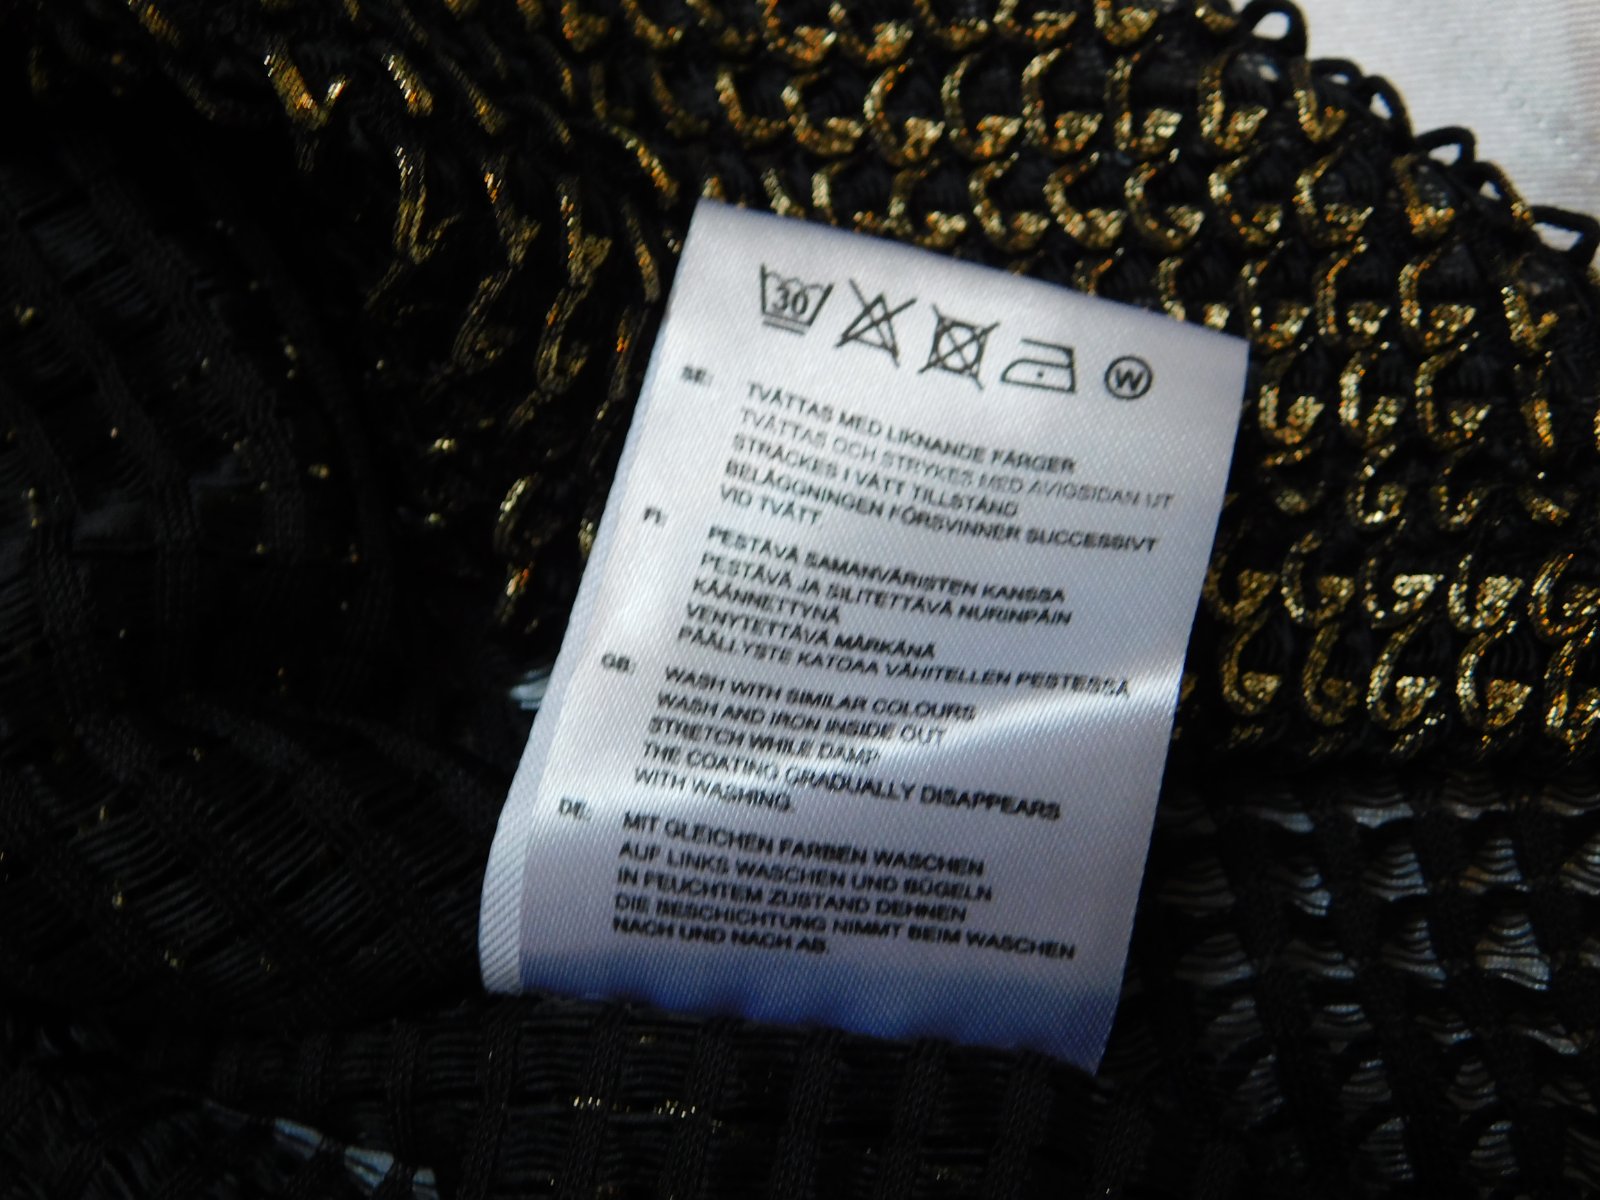 30
W
SE: TVÄTTAS MED LIKNANDE FÄRGER
TVÄTTAS OCH STRYKES MED AVIGSIDAN UT
STRÄCKES I VÅTT TILLSTÅND
BELÄGGNINGEN FÖRSVINNER SUCCESSIVT
VID TVÄTT.
FI: PESTÄVÄ SAMANVÄRISTEN KANSSA
PESTÄVÄ JA SILITETTÄVÄ NURINPÄIN
KÄÄNNETTYNÄ
VENYTETTÄVÄ MÄRKÄNÄ
PÄÄLLYSTE KATOAA VÄHITELLEN PESTESSÄ
GB: WASH WITH SIMILAR COLOURS
WASH AND IRON INSIDE OUT
STRETCH WHILE DAMP
THE COATING GRADUALLY DISAPPEARS
WITH WASHING.
DE: MIT GLEICHEN FARBEN WASCHEN
AUF LINKS WASCHEN UND BÜGELN
IN FEUCHTEM ZUSTAND DEHNEN
DIE BESCHICHTUNG NIMMT BEIM WASCHEN
NACH UND NACH AB.